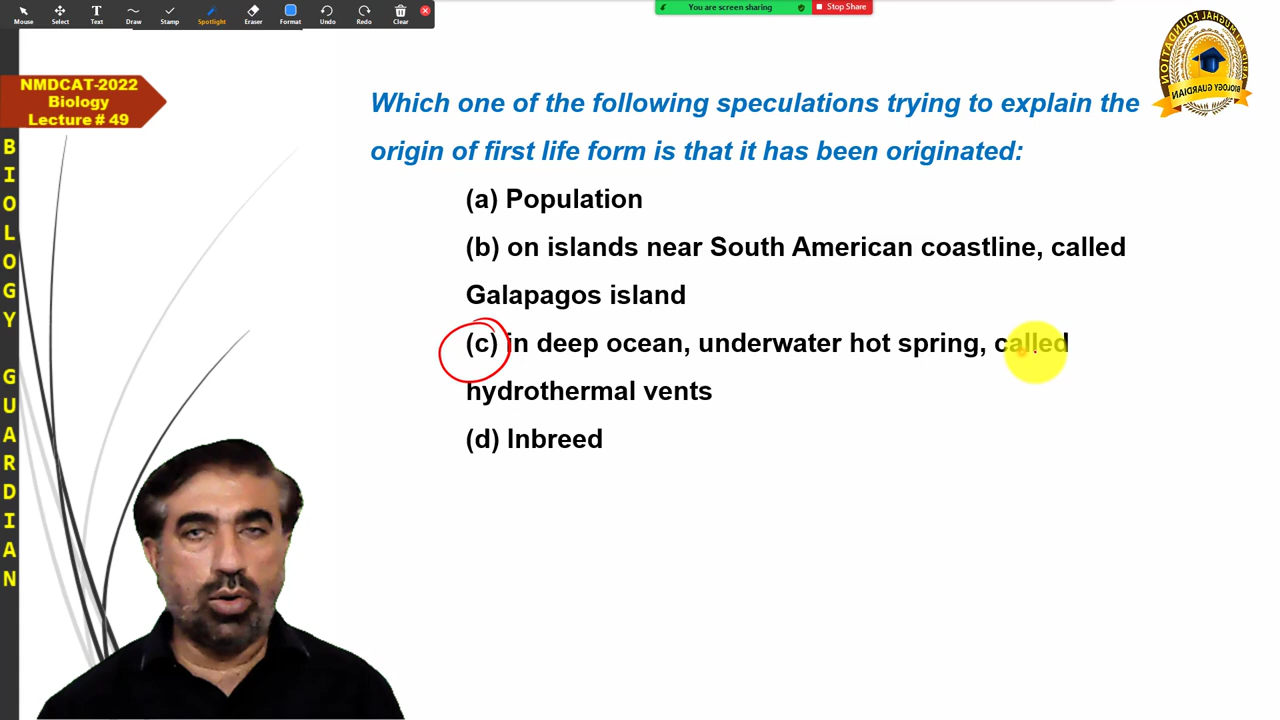 Mouse Select Text Draw Stamp Spotlight Eraser Format Undo Redo Clear
You are screen sharing Stop Share
NMDCAT-2022
Biology
Lecture # 49
BIOLOGY GUARDIAN
Which one of the following speculations trying to explain the
origin of first life form is that it has been originated:
(a) Population
(b) on islands near South American coastline, called
Galapagos island
(c) in deep ocean, underwater hot spring, called
hydrothermal vents
(d) Inbreed
BIOLOGY GUARDIAN